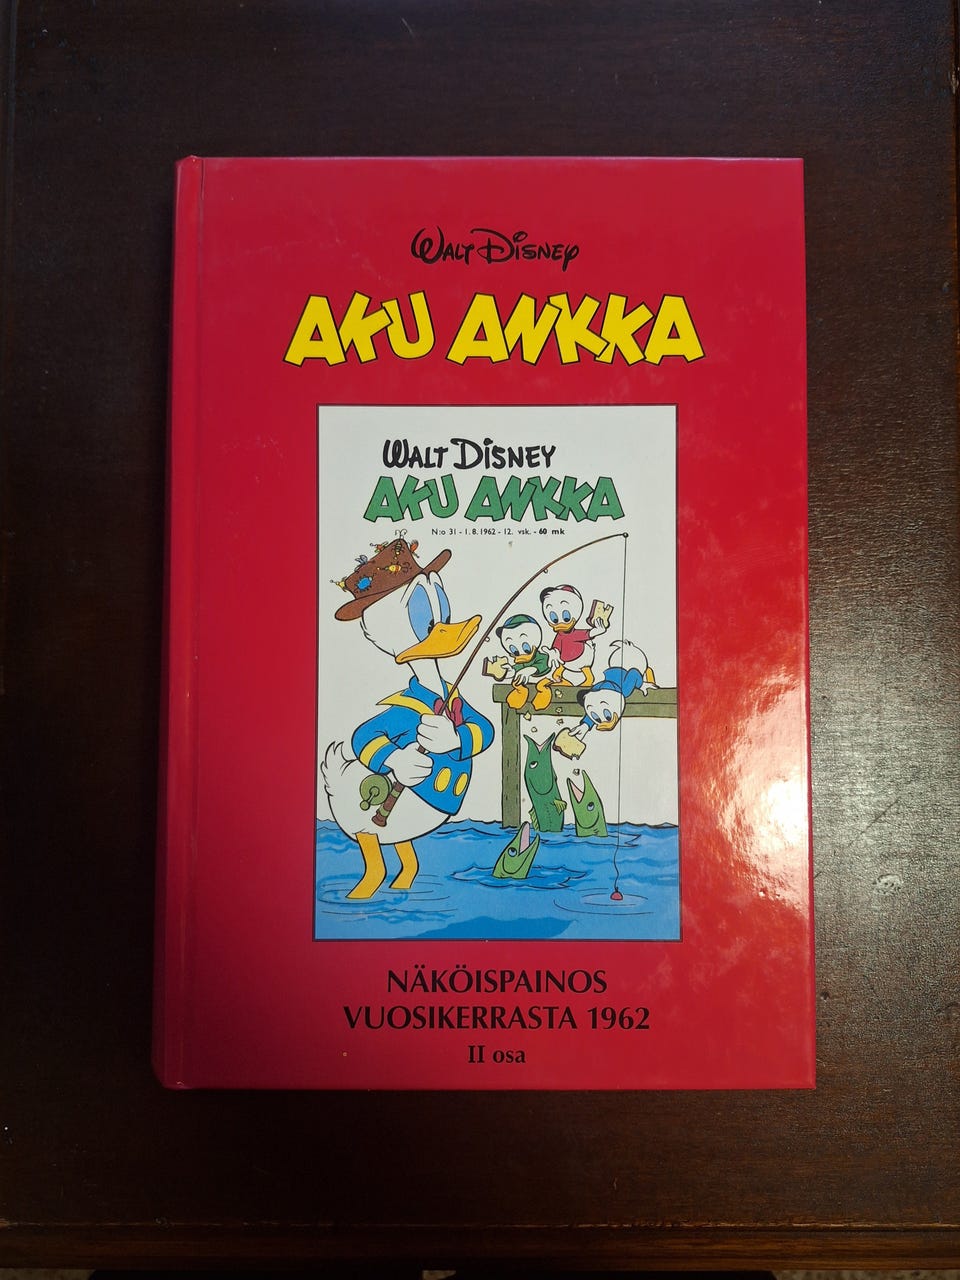 WALT DISNEY
AKU ANKKA
WALT DISNEY
AKU ANKKA
N:o 31 - 1.8.1962 - 12. vsk. - 60 mk
NÄKÖISPAINOS
VUOSIKERRASTA 1962
II osa